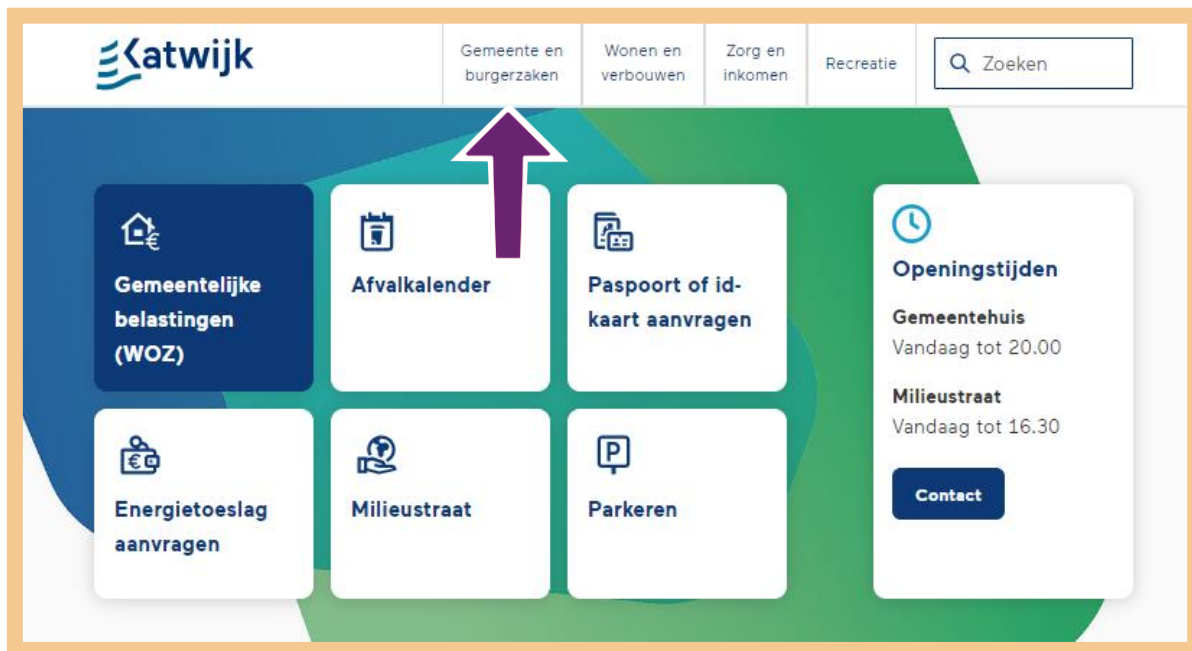 Katwijk
Gemeente en
burgerzaken
Wonen en
verbouwen
Zorg en
inkomen
Recreatie
Zoeken
Gemeentelijke
belastingen
(WOZ)
Afvalkalender
Paspoort of id-
kaart aanvragen
Energietoeslag
aanvragen
Milieustraat
Parkeren
Openingstijden
Gemeentehuis
Vandaag tot 20.00
Milieustraat
Vandaag tot 16.30
Contact